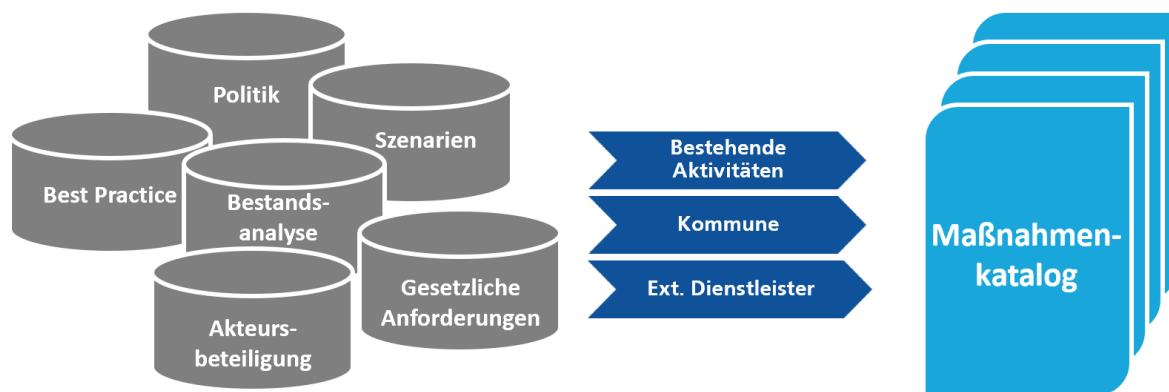 Politik
Szenarien
Best Practice
Bestands-
analyse
Gesetzliche
Anforderungen
Akteurs-
beteiligung
Bestehende
Aktivitäten
Kommune
Ext. Dienstleister
Maßnahmen-
katalog